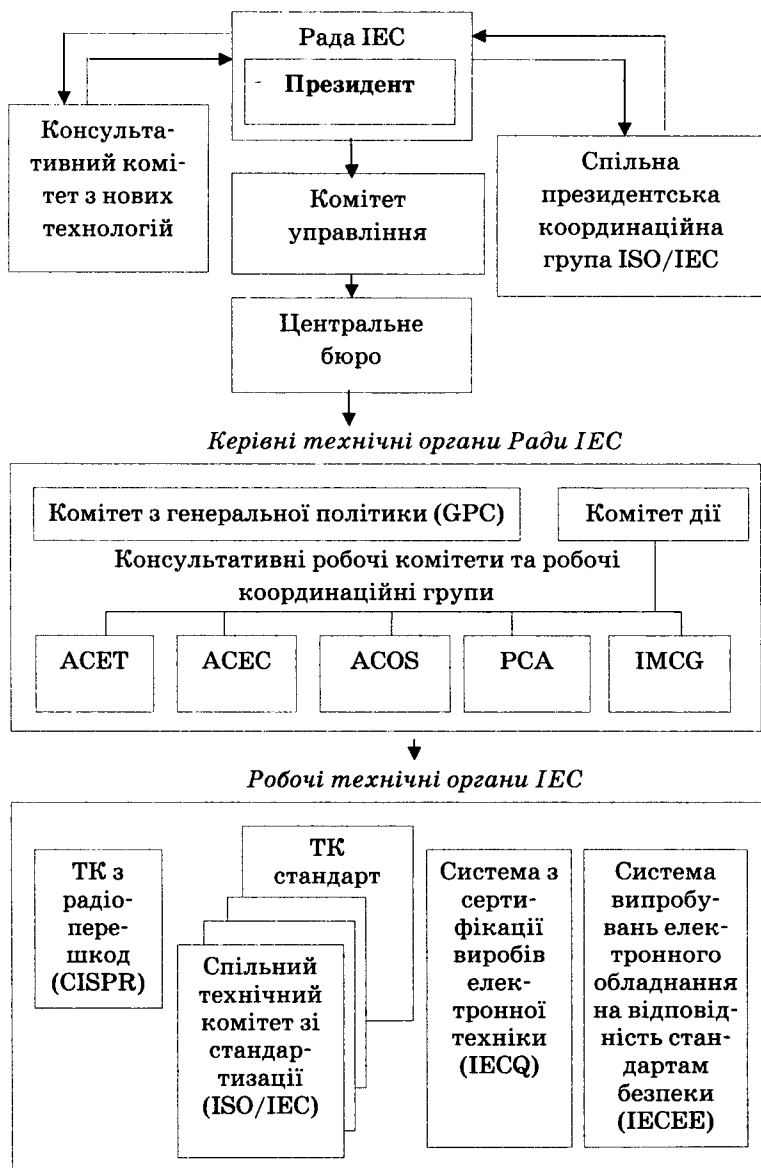 Рада IEC
Президент
Консульта-
тивний комі-
тет з нових
технологій
Комітет
управління
Спільна
президентська
координаційна
група ISO/IEC
Центральне
бюро
Керівні технічні органи Ради IEC
Комітет з генеральної політики (GPC)
Комітет дії
Консультативні робочі комітети та робочі
координаційні групи
ACET
ACEC
ACOS
PCA
IMCG
Робочі технічні органи IEC
ТК з
радіо-
пере-
шкод
(CISPR)
ТК
стандарт
Спільний
технічний
комітет зі
стандар-
тизації
(ISO/IEC)
Система з
серти-
фікації
виробів
елек-
тронної
техніки
(IECQ)
Система
випробу-
вань елек-
тронного
обладнання
на відповід-
ність стан-
дартам
безпеки
(IECEE)